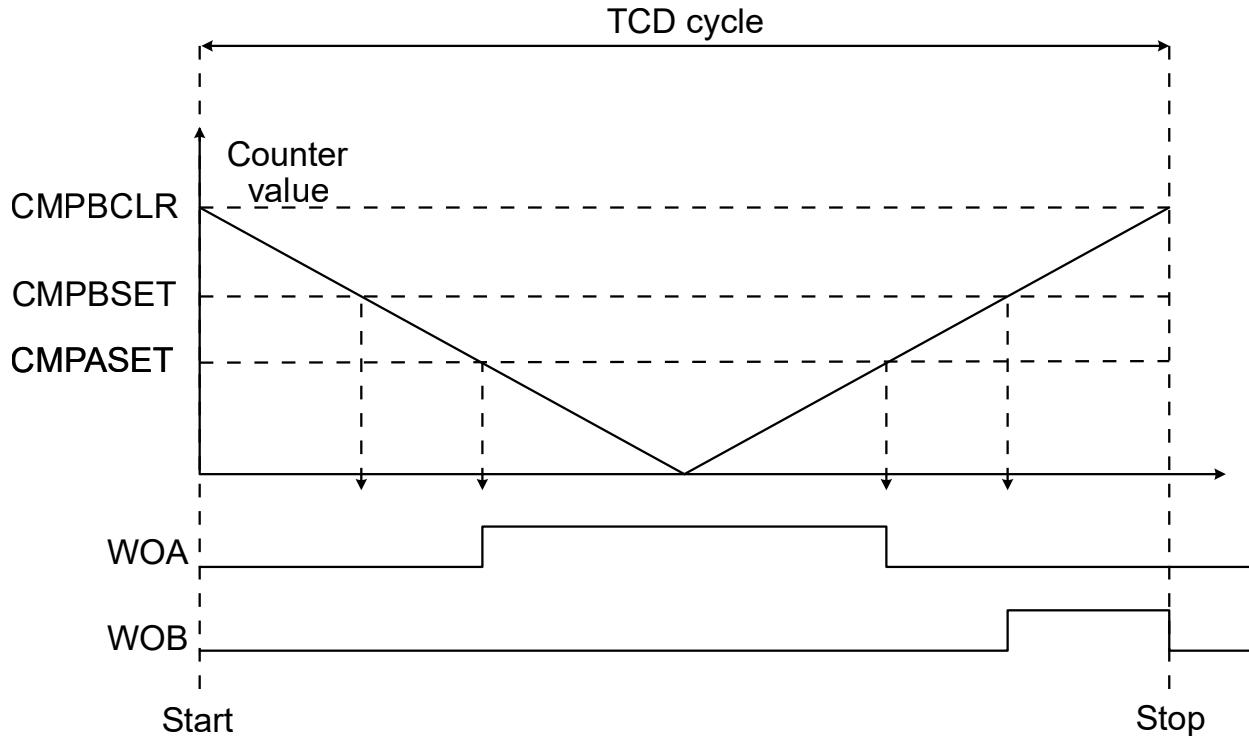 TCD cycle
Counter
value
CMPBCLR
CMPBSET
CMPASET
WOA
WOB
Start
Stop